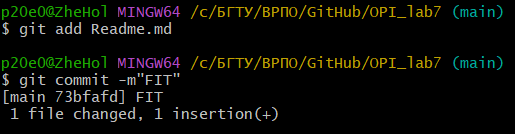 p20e0@ZheHol MINGW64 /c/БГТУ/ВРПО/GitHub/OPI_lab7 (main)
$ git add Readme.md
p20e0@ZheHol MINGW64 /c/БГТУ/ВРПО/GitHub/OPI_lab7 (main)
$ git commit -m"FIT"
[main 73bfafd] FIT
 1 file changed, 1 insertion(+)